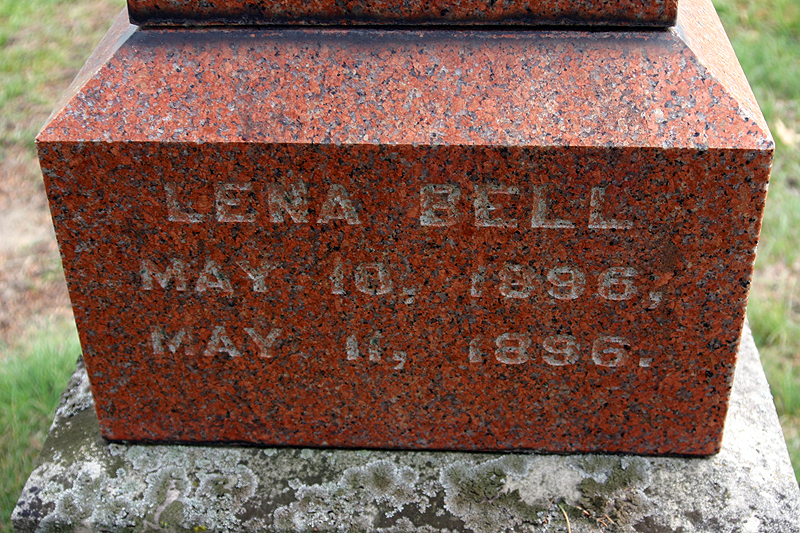 LENA BELL
MAY 10, 1896,
MAY 11, 1896.